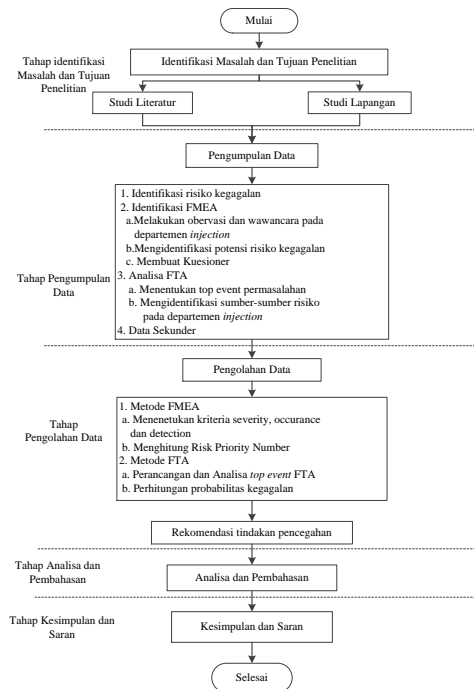 Mulai
Tahap identifikasi
Masalah dan Tujuan
Penelitian
Identifikasi Masalah dan Tujuan Penelitian
Studi Literatur
Studi Lapangan
Pengumpulan Data
Tahap Pengumpulan
Data
1. Identifikasi risiko kegagalan
2. Identifikasi FMEA
a.Melakukan obervasi dan wawancara pada
departemen injection
b.Mengidentifikasi potensi risiko kegagalan
c. Membuat Kuesioner
3. Analisa FTA
a. Menentukan top event permasalahan
b. Mengidentifikasi sumber-sumber risiko
pada departemen injection
4. Data Sekunder
Pengolahan Data
Tahap
Pengolahan Data
1. Metode FMEA
a. Menenetukan kriteria severity, occurance
dan detection
b. Menghitung Risk Priority Number
2. Metode FTA
a. Perancangan dan Analisa top event FTA
b. Perhitungan probabilitas kegagalan
Rekomendasi tindakan pencegahan
Tahap Analisa dan
Pembahasan
Analisa dan Pembahasan
Tahap Kesimpulan dan
Saran
Kesimpulan dan Saran
Selesai